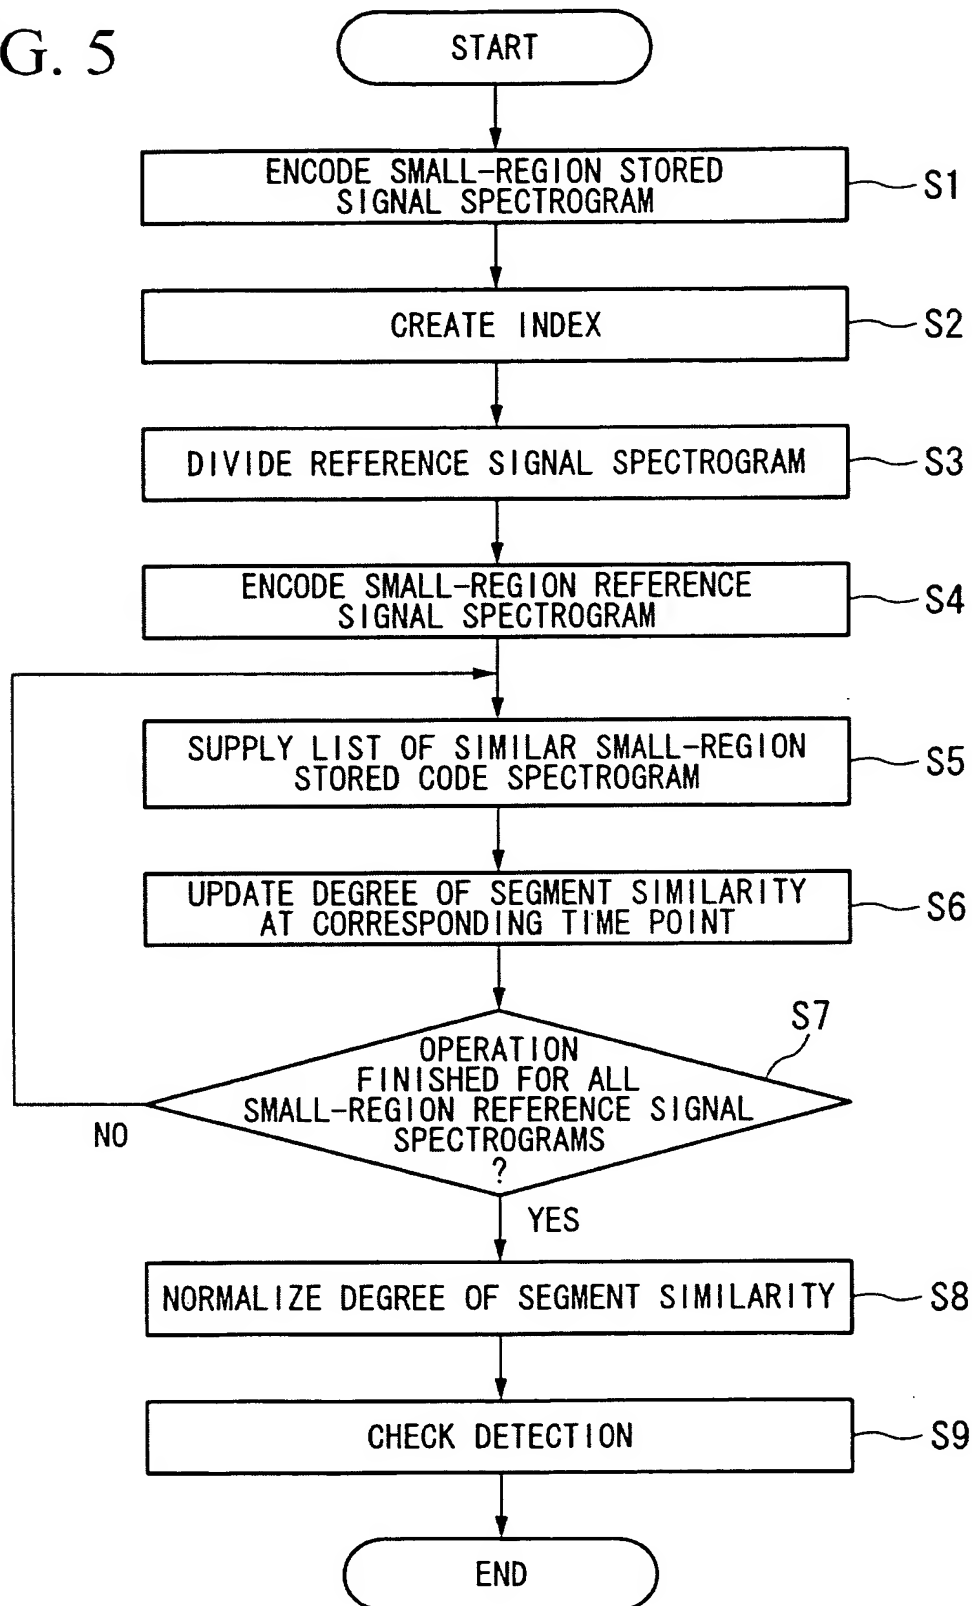 G. 5
START
ENCODE SMALL-REGION STORED
SIGNAL SPECTROGRAM
S1
CREATE INDEX
S2
DIVIDE REFERENCE SIGNAL SPECTROGRAM
S3
ENCODE SMALL-REGION REFERENCE
SIGNAL SPECTROGRAM
S4
SUPPLY LIST OF SIMILAR SMALL-REGION
STORED CODE SPECTROGRAM
S5
UPDATE DEGREE OF SEGMENT SIMILARITY
AT CORRESPONDING TIME POINT
S6
S7
OPERATION
FINISHED FOR ALL
SMALL-REGION REFERENCE SIGNAL
SPECTROGRAMS
?
NO
YES
NORMALIZE DEGREE OF SEGMENT SIMILARITY
S8
CHECK DETECTION
S9
END